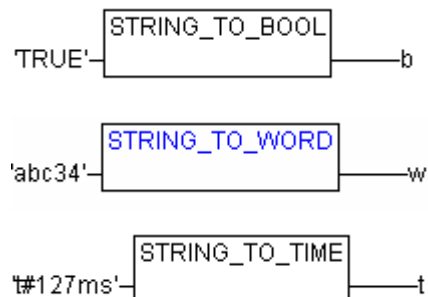 STRING_TO_BOOL
'TRUE' b
STRING_TO_WORD
'abc34' w
STRING_TO_TIME
't#127ms' t